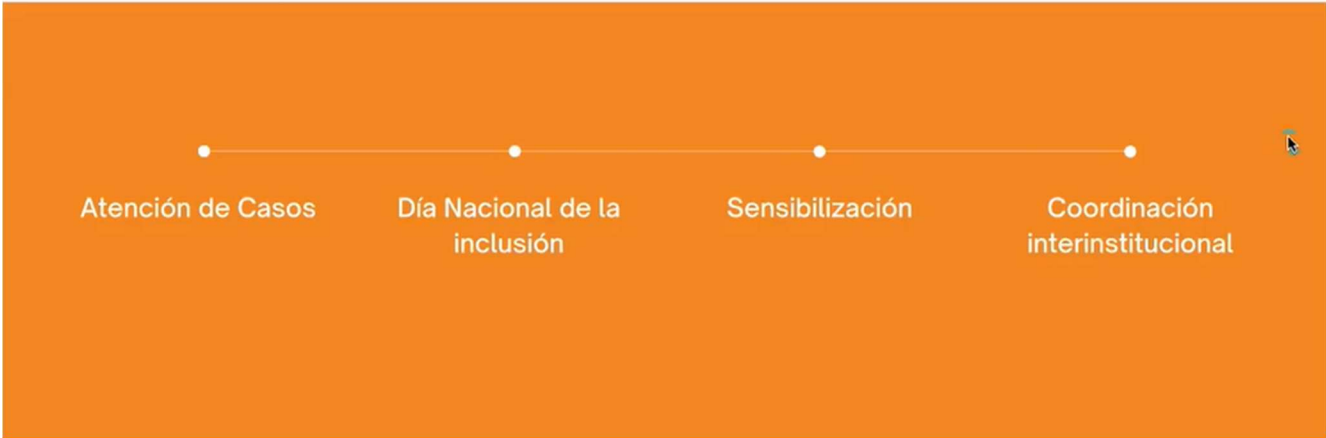 Atención de Casos
Día Nacional de la
inclusión
Sensibilización
Coordinación
interinstitucional